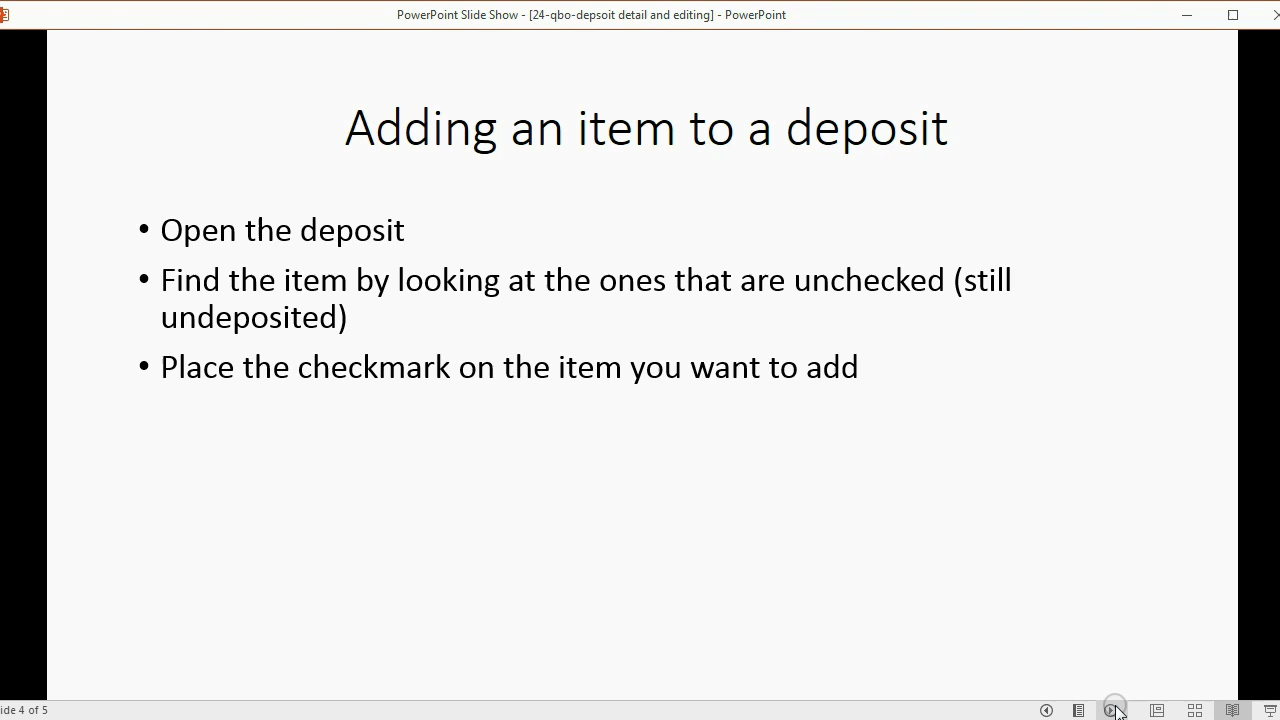 PowerPoint Slide Show - [24-qbo-depsoit detail and editing] - PowerPoint
Adding an item to a deposit
• Open the deposit
• Find the item by looking at the ones that are unchecked (still
undeposited)
• Place the checkmark on the item you want to add
ide 4 of 5